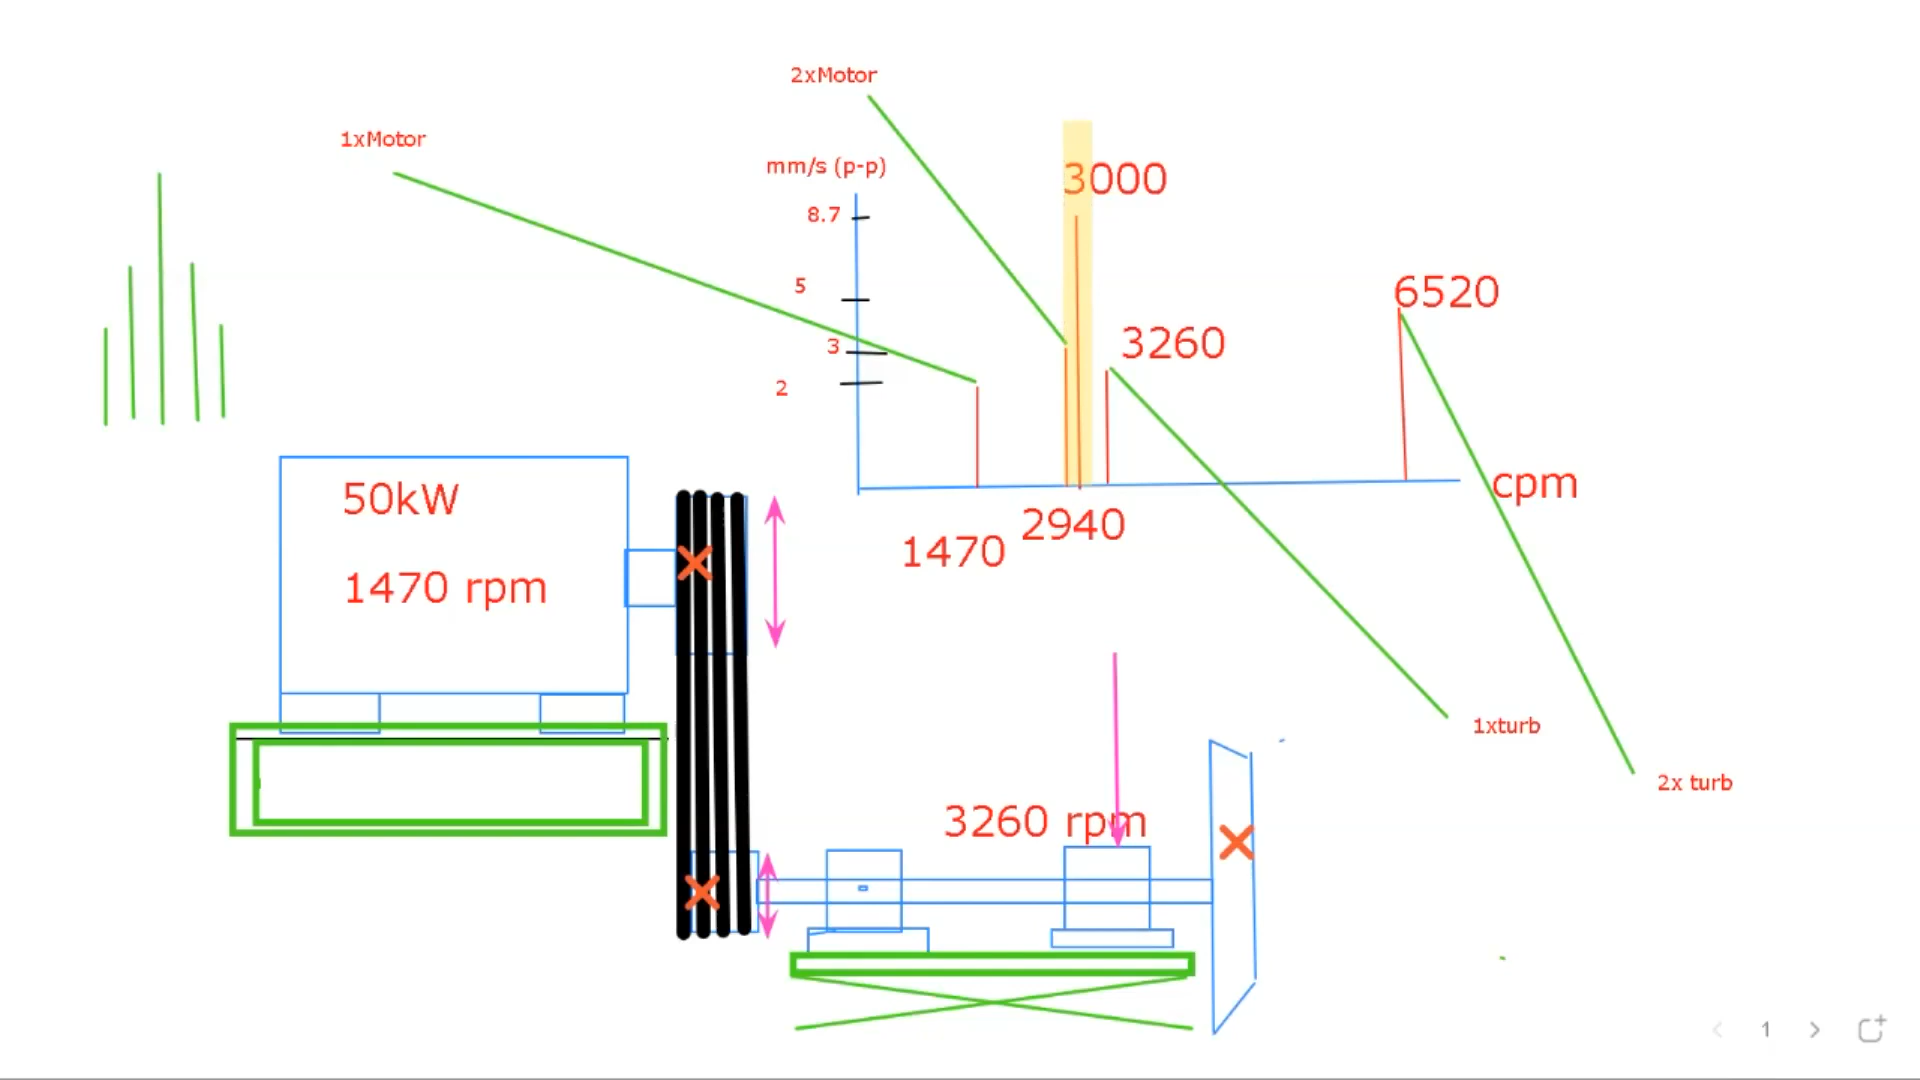 2xMotor
1xMotor
mm/s (p-p)
3000
8.7
5
6520
3
3260
2
cpm
50kW
2940
1470
1470 rpm
1xturb
2x turb
3260 rpm
1